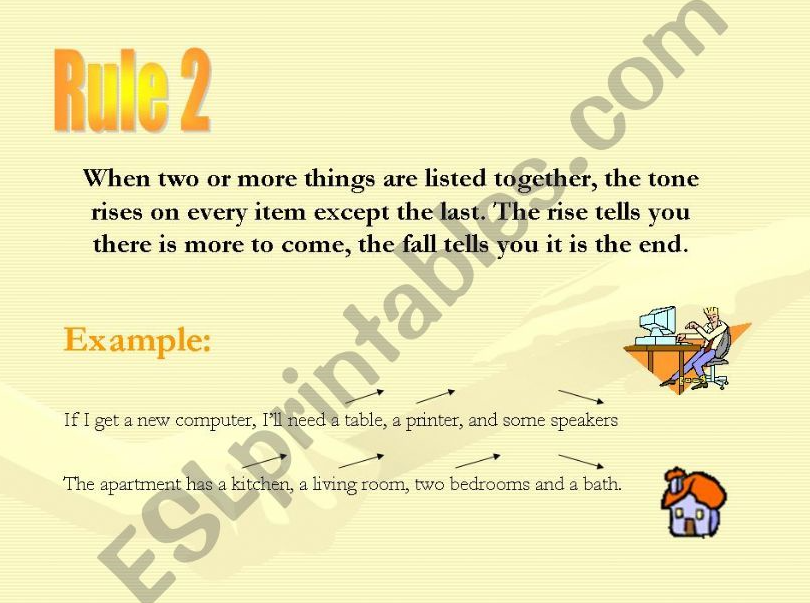 Rule 2
When two or more things are listed together, the tone
rises on every item except the last. The rise tells you
there is more to come, the fall tells you it is the end.
Example:
If I get a new computer, I'll need a table, a printer, and some speakers
The apartment has a kitchen, a living room, two bedrooms and a bath.
ESLprintables.com